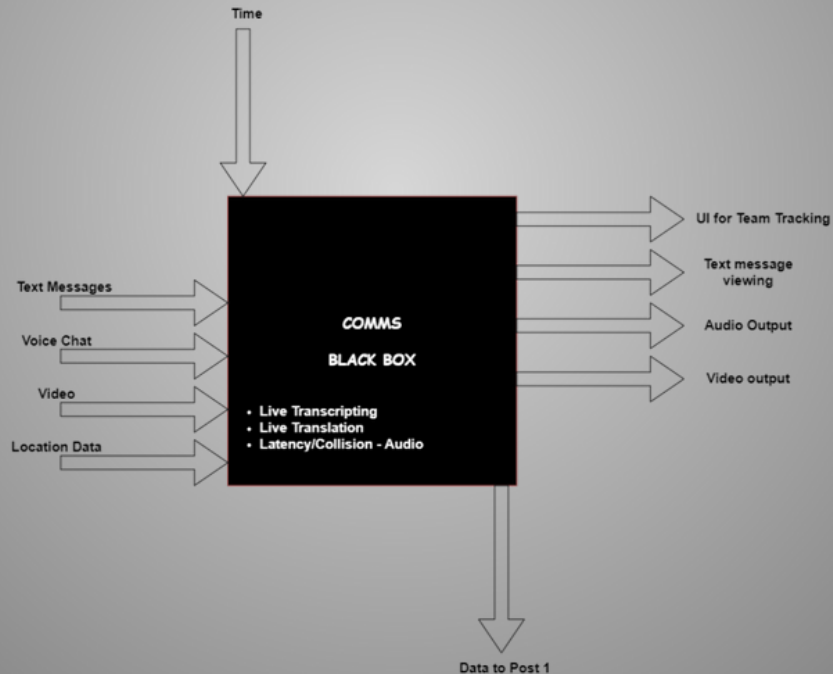 Time
Text Messages
Voice Chat
Video
Location Data
COMMS
BLACK BOX
• Live Transcripting
• Live Translation
• Latency/Collision - Audio
UI for Team Tracking
Text message
viewing
Audio Output
Video output
Data to Post 1